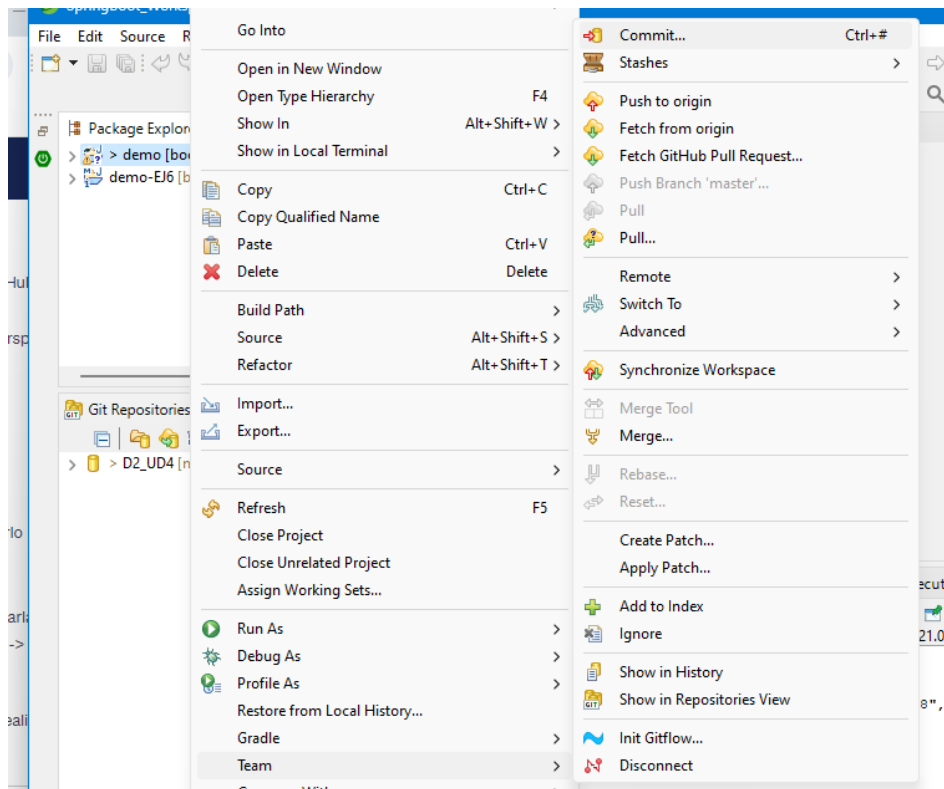 File Edit Source
Package Explor
> demo [bo
demo-EJ6 [b
Git Repositories
> D2_UD4 [n
Go Into
Open in New Window
Open Type Hierarchy F4
Show In Alt+Shift+W >
Show in Local Terminal >
Copy Ctrl+C
Copy Qualified Name
Paste Ctrl+V
Delete Delete
Build Path >
Source Alt+Shift+S >
Refactor Alt+Shift+T >
Import...
Export...
Source >
Refresh F5
Close Project
Close Unrelated Project
Assign Working Sets...
Run As >
Debug As >
Profile As >
Restore from Local History...
Gradle >
Team >
Commit... Ctrl+#
Stashes >
Push to origin
Fetch from origin
Fetch GitHub Pull Request...
Push Branch 'master'...
Pull
Pull...
Remote >
Switch To >
Advanced >
Synchronize Workspace
Merge Tool
Merge...
Rebase...
Reset...
Create Patch...
Apply Patch...
Add to Index
Ignore
Show in History
Show in Repositories View
Init Gitflow...
Disconnect
ecut
21.0
8",